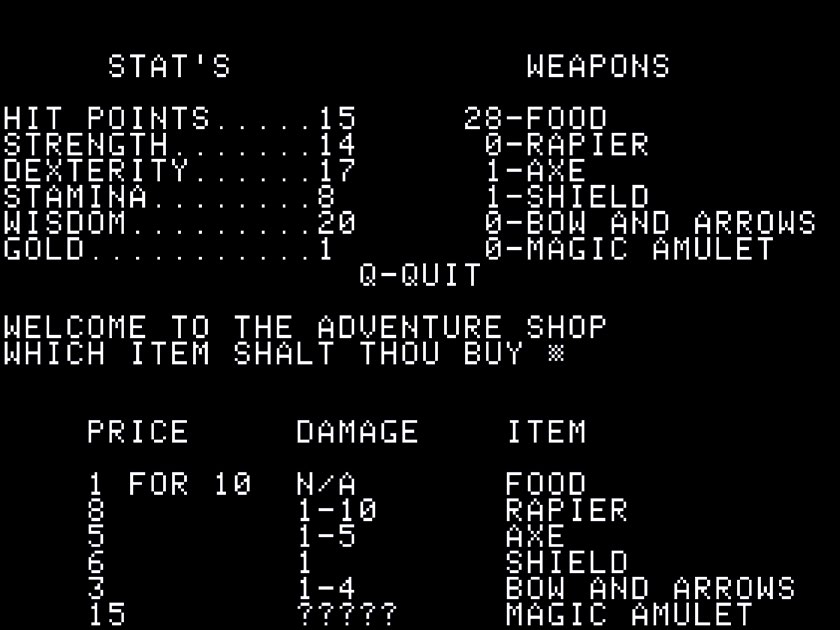 STAT'S WEAPONS
HIT POINTS.....15 28-FOOD
STRENGTH.......14 0-RAPIER
DEXTERITY......17 1-AXE
STAMINA........8 1-SHIELD
WISDOM.........20 0-BOW AND ARROWS
GOLD...........1 0-MAGIC AMULET
Q-QUIT
WELCOME TO THE ADVENTURE SHOP
WHICH ITEM SHALT THOU BUY
PRICE DAMAGE ITEM
1 FOR 10 N/A FOOD
8 1-10 RAPIER
5 1-5 AXE
6 1 SHIELD
3 1-4 BOW AND ARROWS
15 ????? MAGIC AMULET